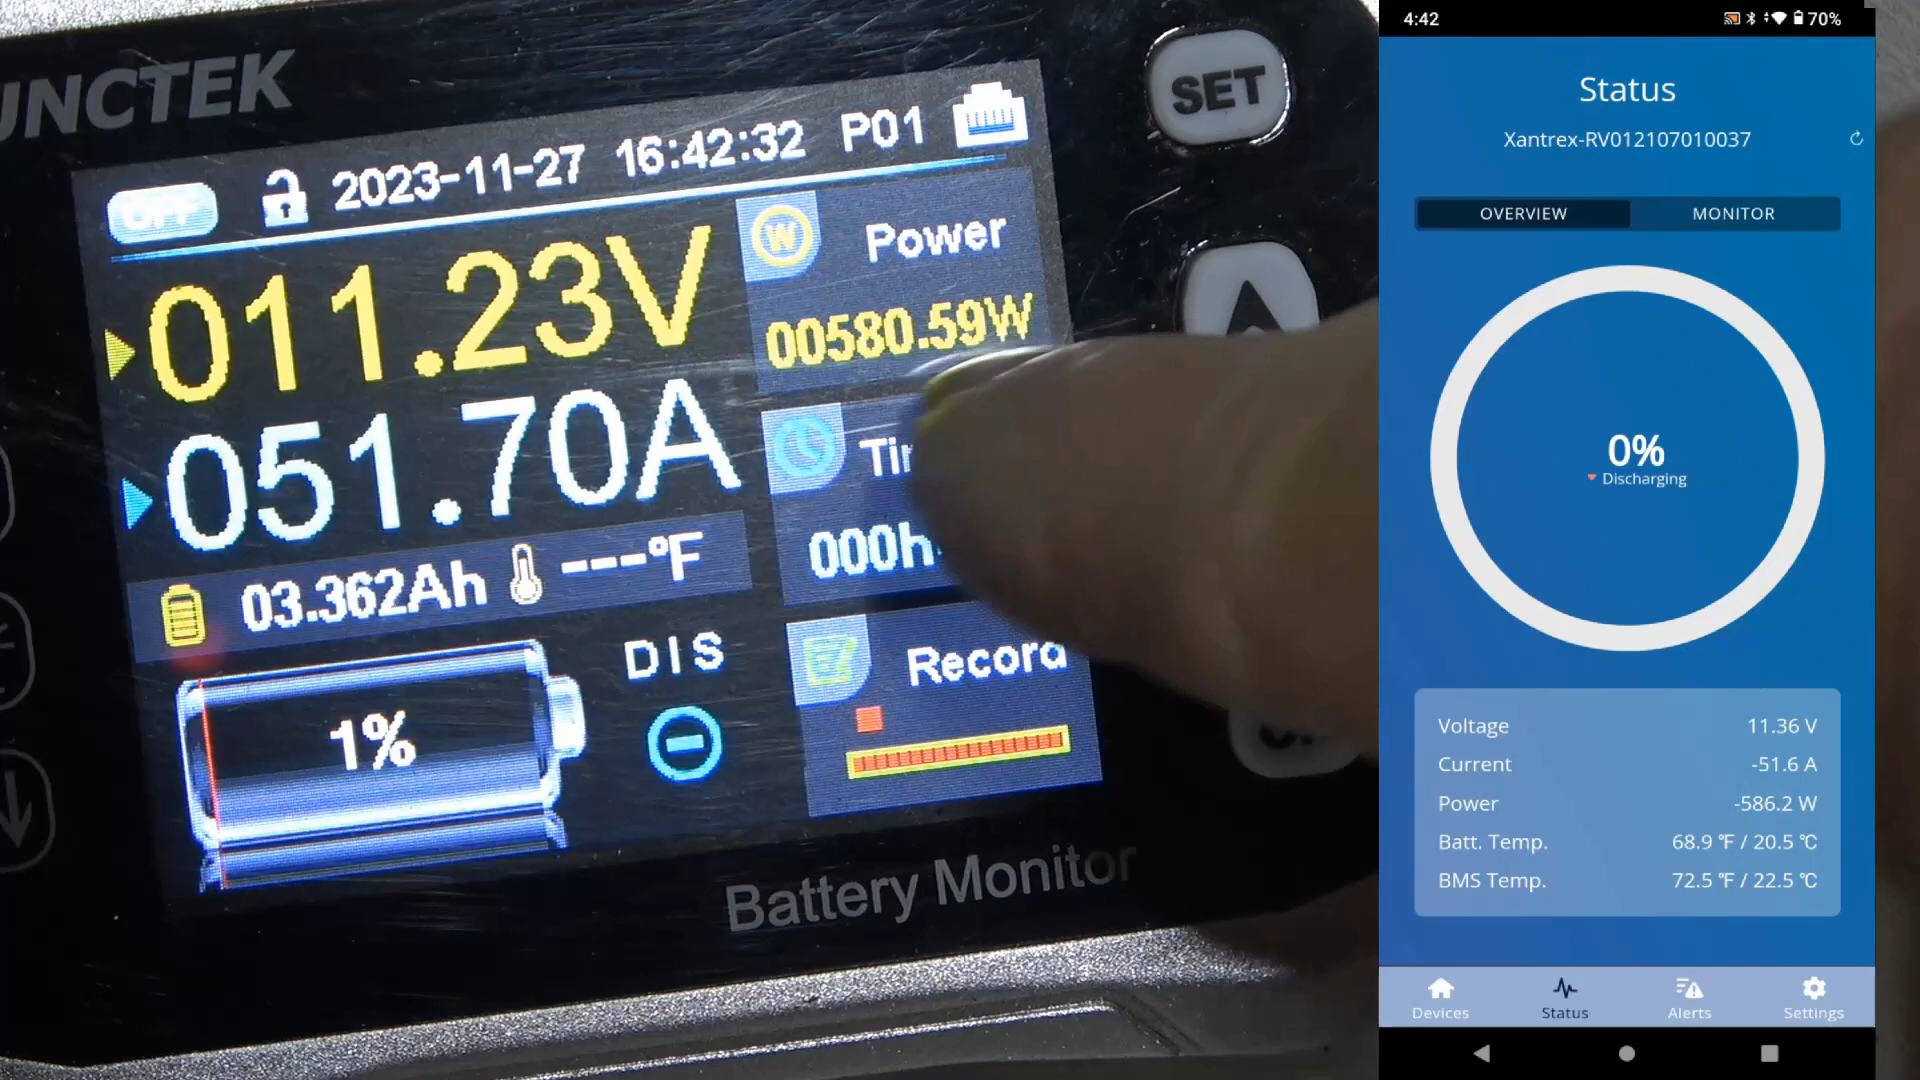 JUNCTEK
SET
OFF 2023-11-27 16:42:32 P01
011.23V
051.70A
Power
00580.59W
000h
03.362Ah ---°F
1%
DIS
Record
Battery Monitor
4:42
70%
Status
Xantrex-RV012107010037
OVERVIEW MONITOR
0%
Discharging
Voltage 11.36 V
Current -51.6 A
Power -586.2 W
Batt. Temp. 68.9 °F / 20.5 °C
BMS Temp. 72.5 °F / 22.5 °C
Devices Status Alerts Settings